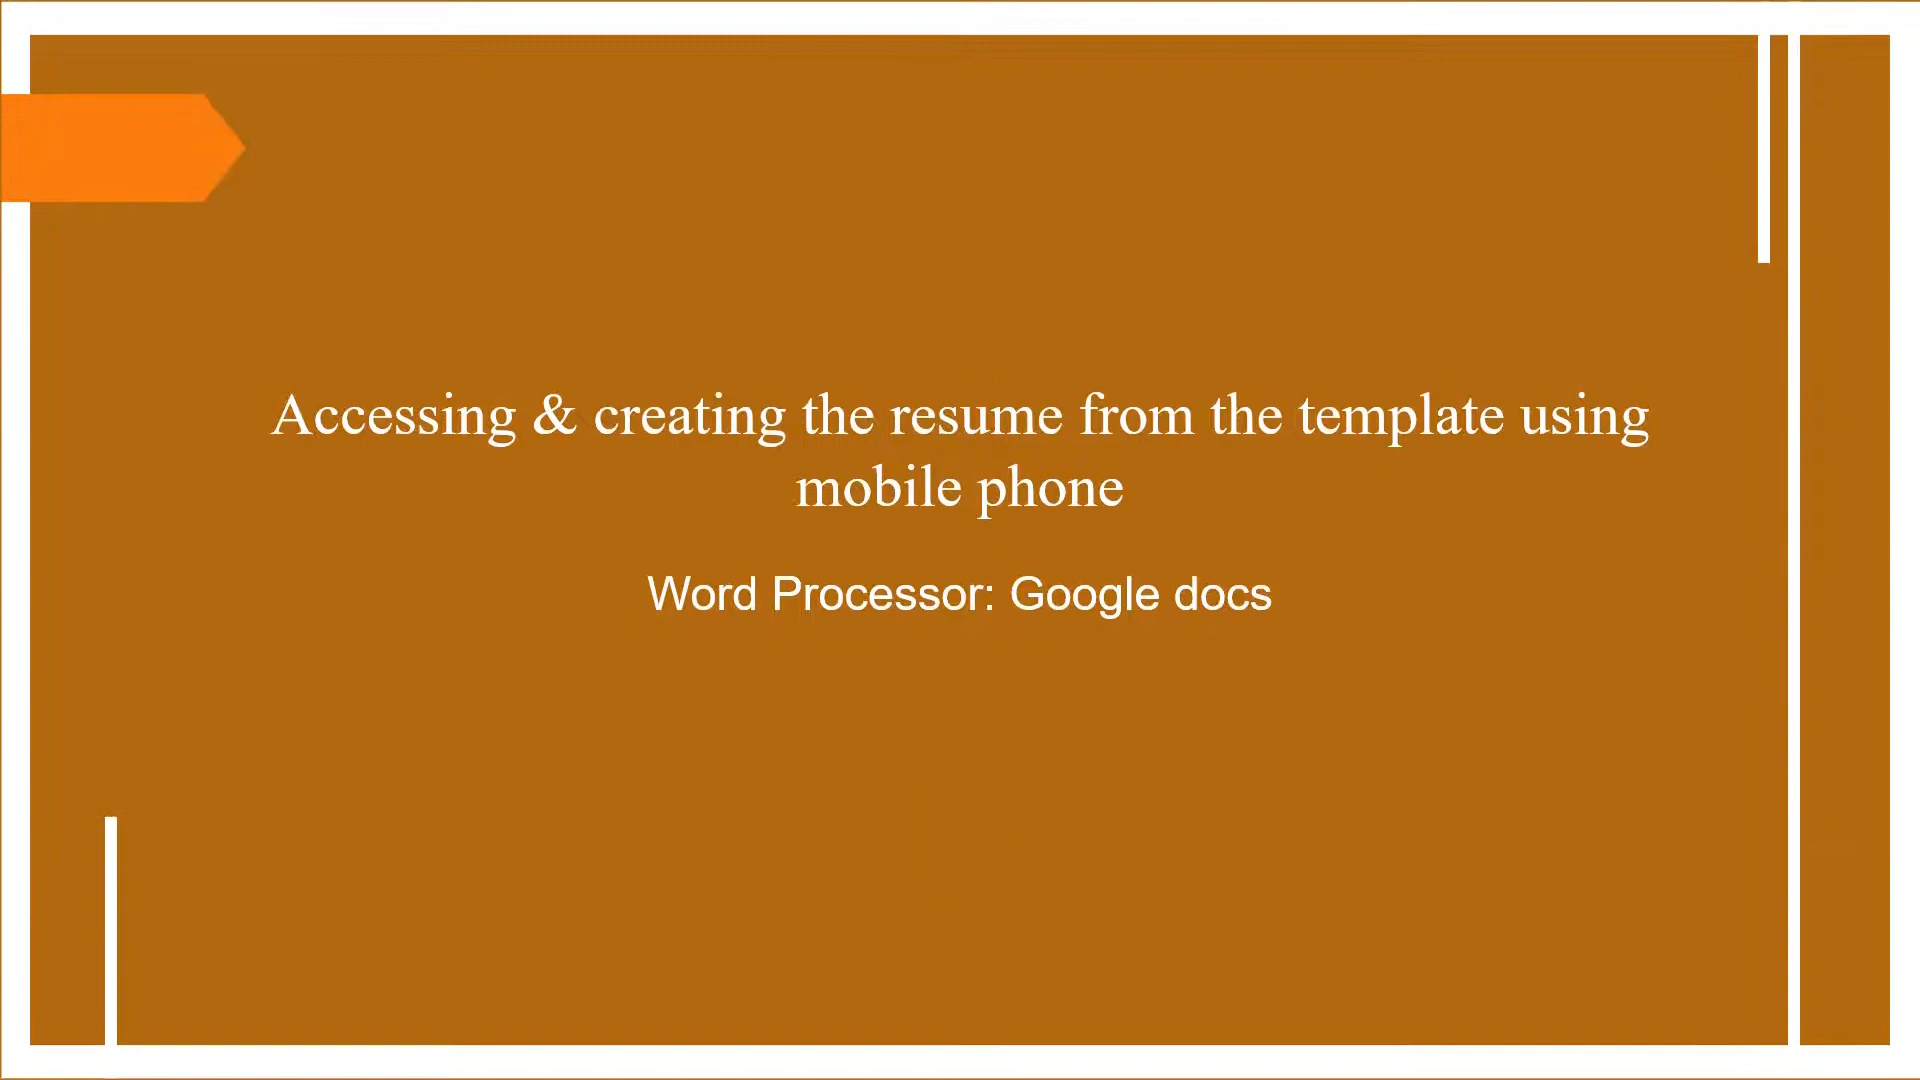 Accessing & creating the resume from the template using
mobile phone
Word Processor: Google docs